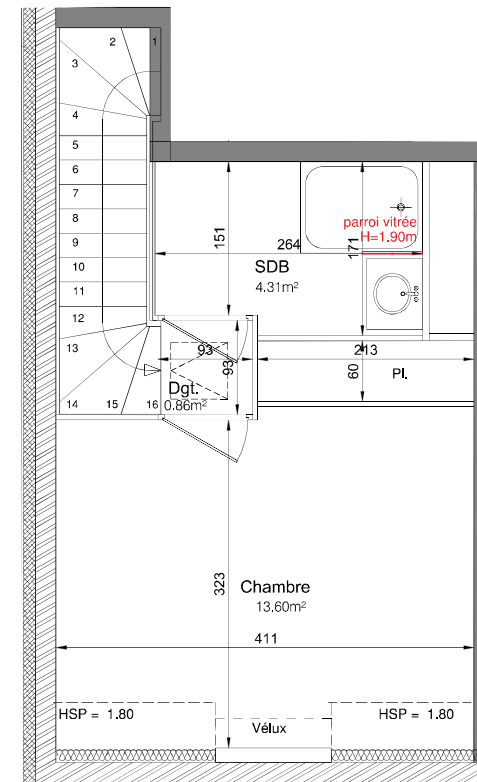 2
1
3
4
5
6
7
8
9
10
11
12
13
14
15
16
151
264
171
parroi vitrée
H=1.90m
SDB
4.31m²
eba
93
93
Dgt.
0.86m²
213
60
Pl.
323
Chambre
13.60m²
411
HSP = 1.80
HSP = 1.80
Vélux